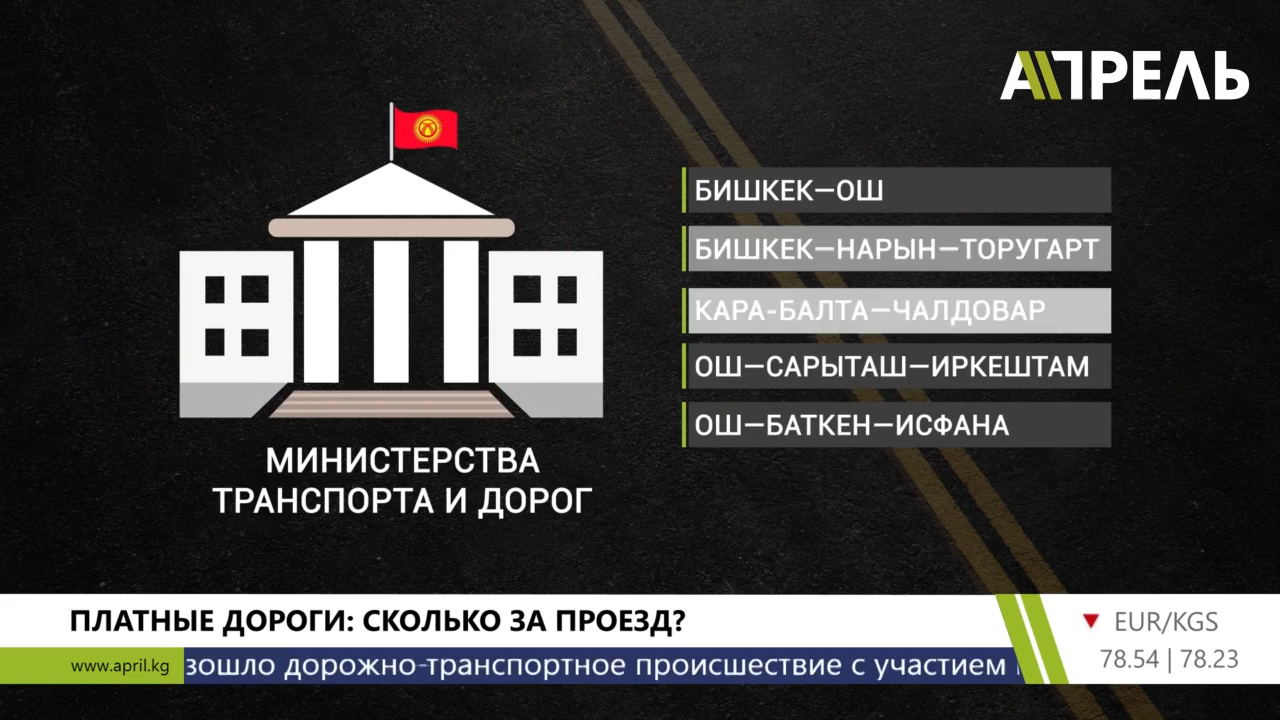 АПРЕЛЬ
БИШКЕК—ОШ
БИШКЕК—НАРЫН—ТОРУГАРТ
КАРА-БАЛТА—ЧАЛДОВАР
ОШ—САРЫТАШ—ИРКЕШТАМ
ОШ—БАТКЕН—ИСФАНА
МИНИСТЕРСТВА
ТРАНСПОРТА И ДОРОГ
ПЛАТНЫЕ ДОРОГИ: СКОЛЬКО ЗА ПРОЕЗД?
EUR/KGS
78.54 | 78.23
www.april.kg
зошло дорожно-транспортное происшествие с участием